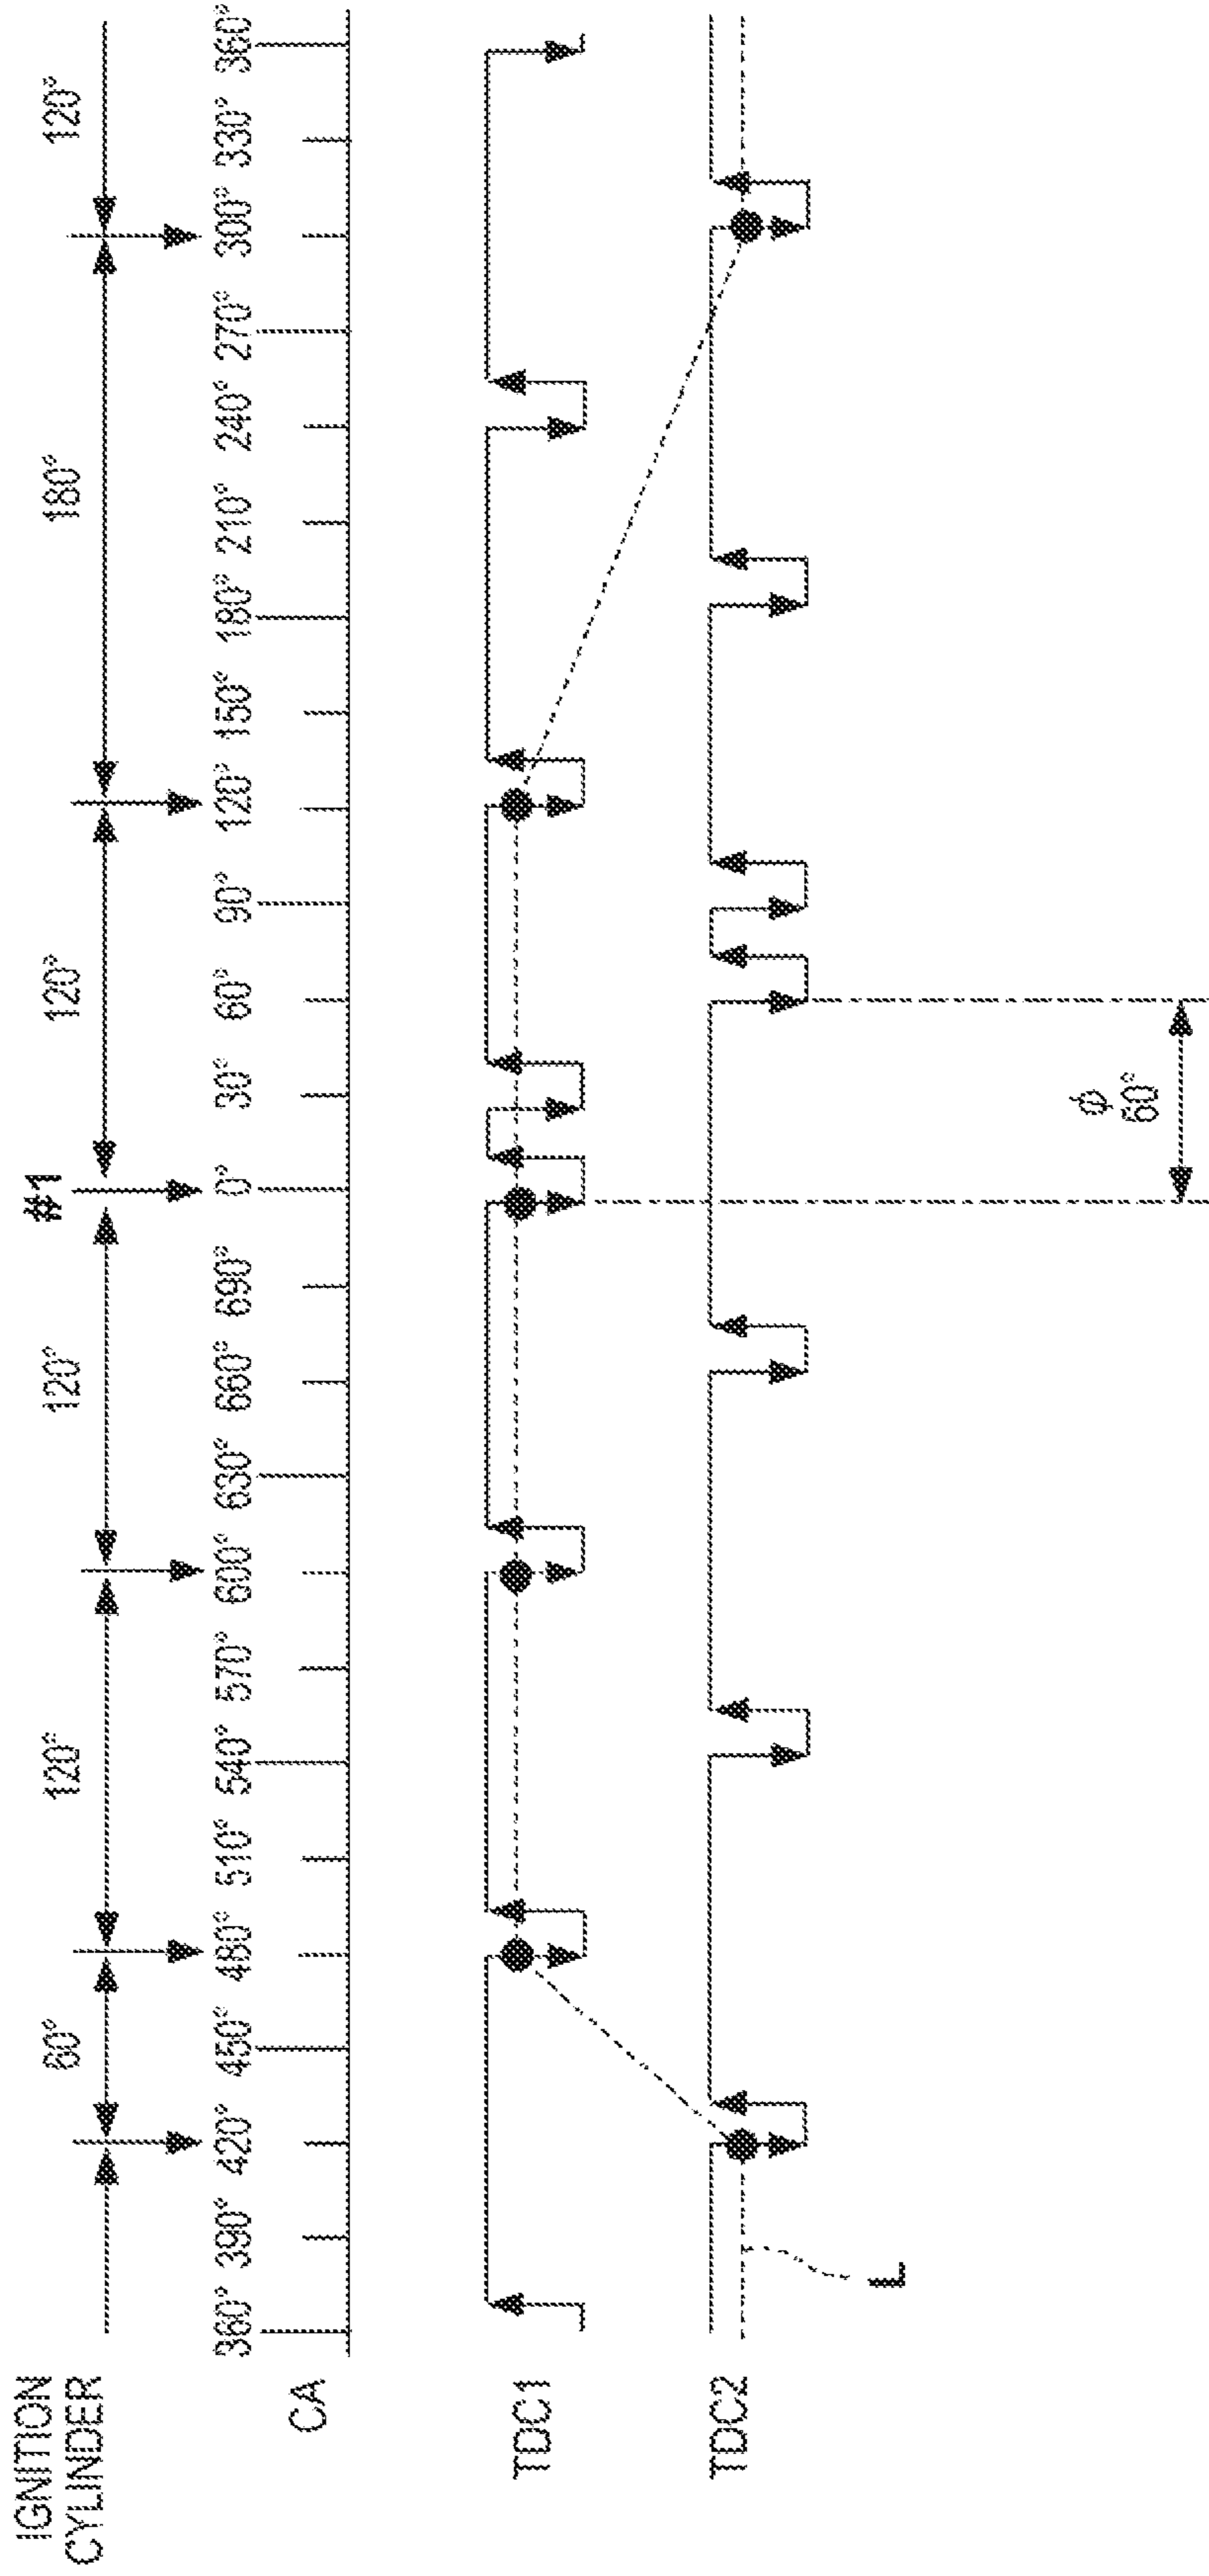 IGNITION
CYLINDER
#1
60° 120° 120° 120° 180° 120°
360° 390° 420° 450° 480° 510° 540° 570° 600° 630° 660° 690° 0° 30° 60° 90° 120° 150° 180° 210° 240° 270° 300° 330° 360°
CA
TDC1
TDC2
L
Φ
60°